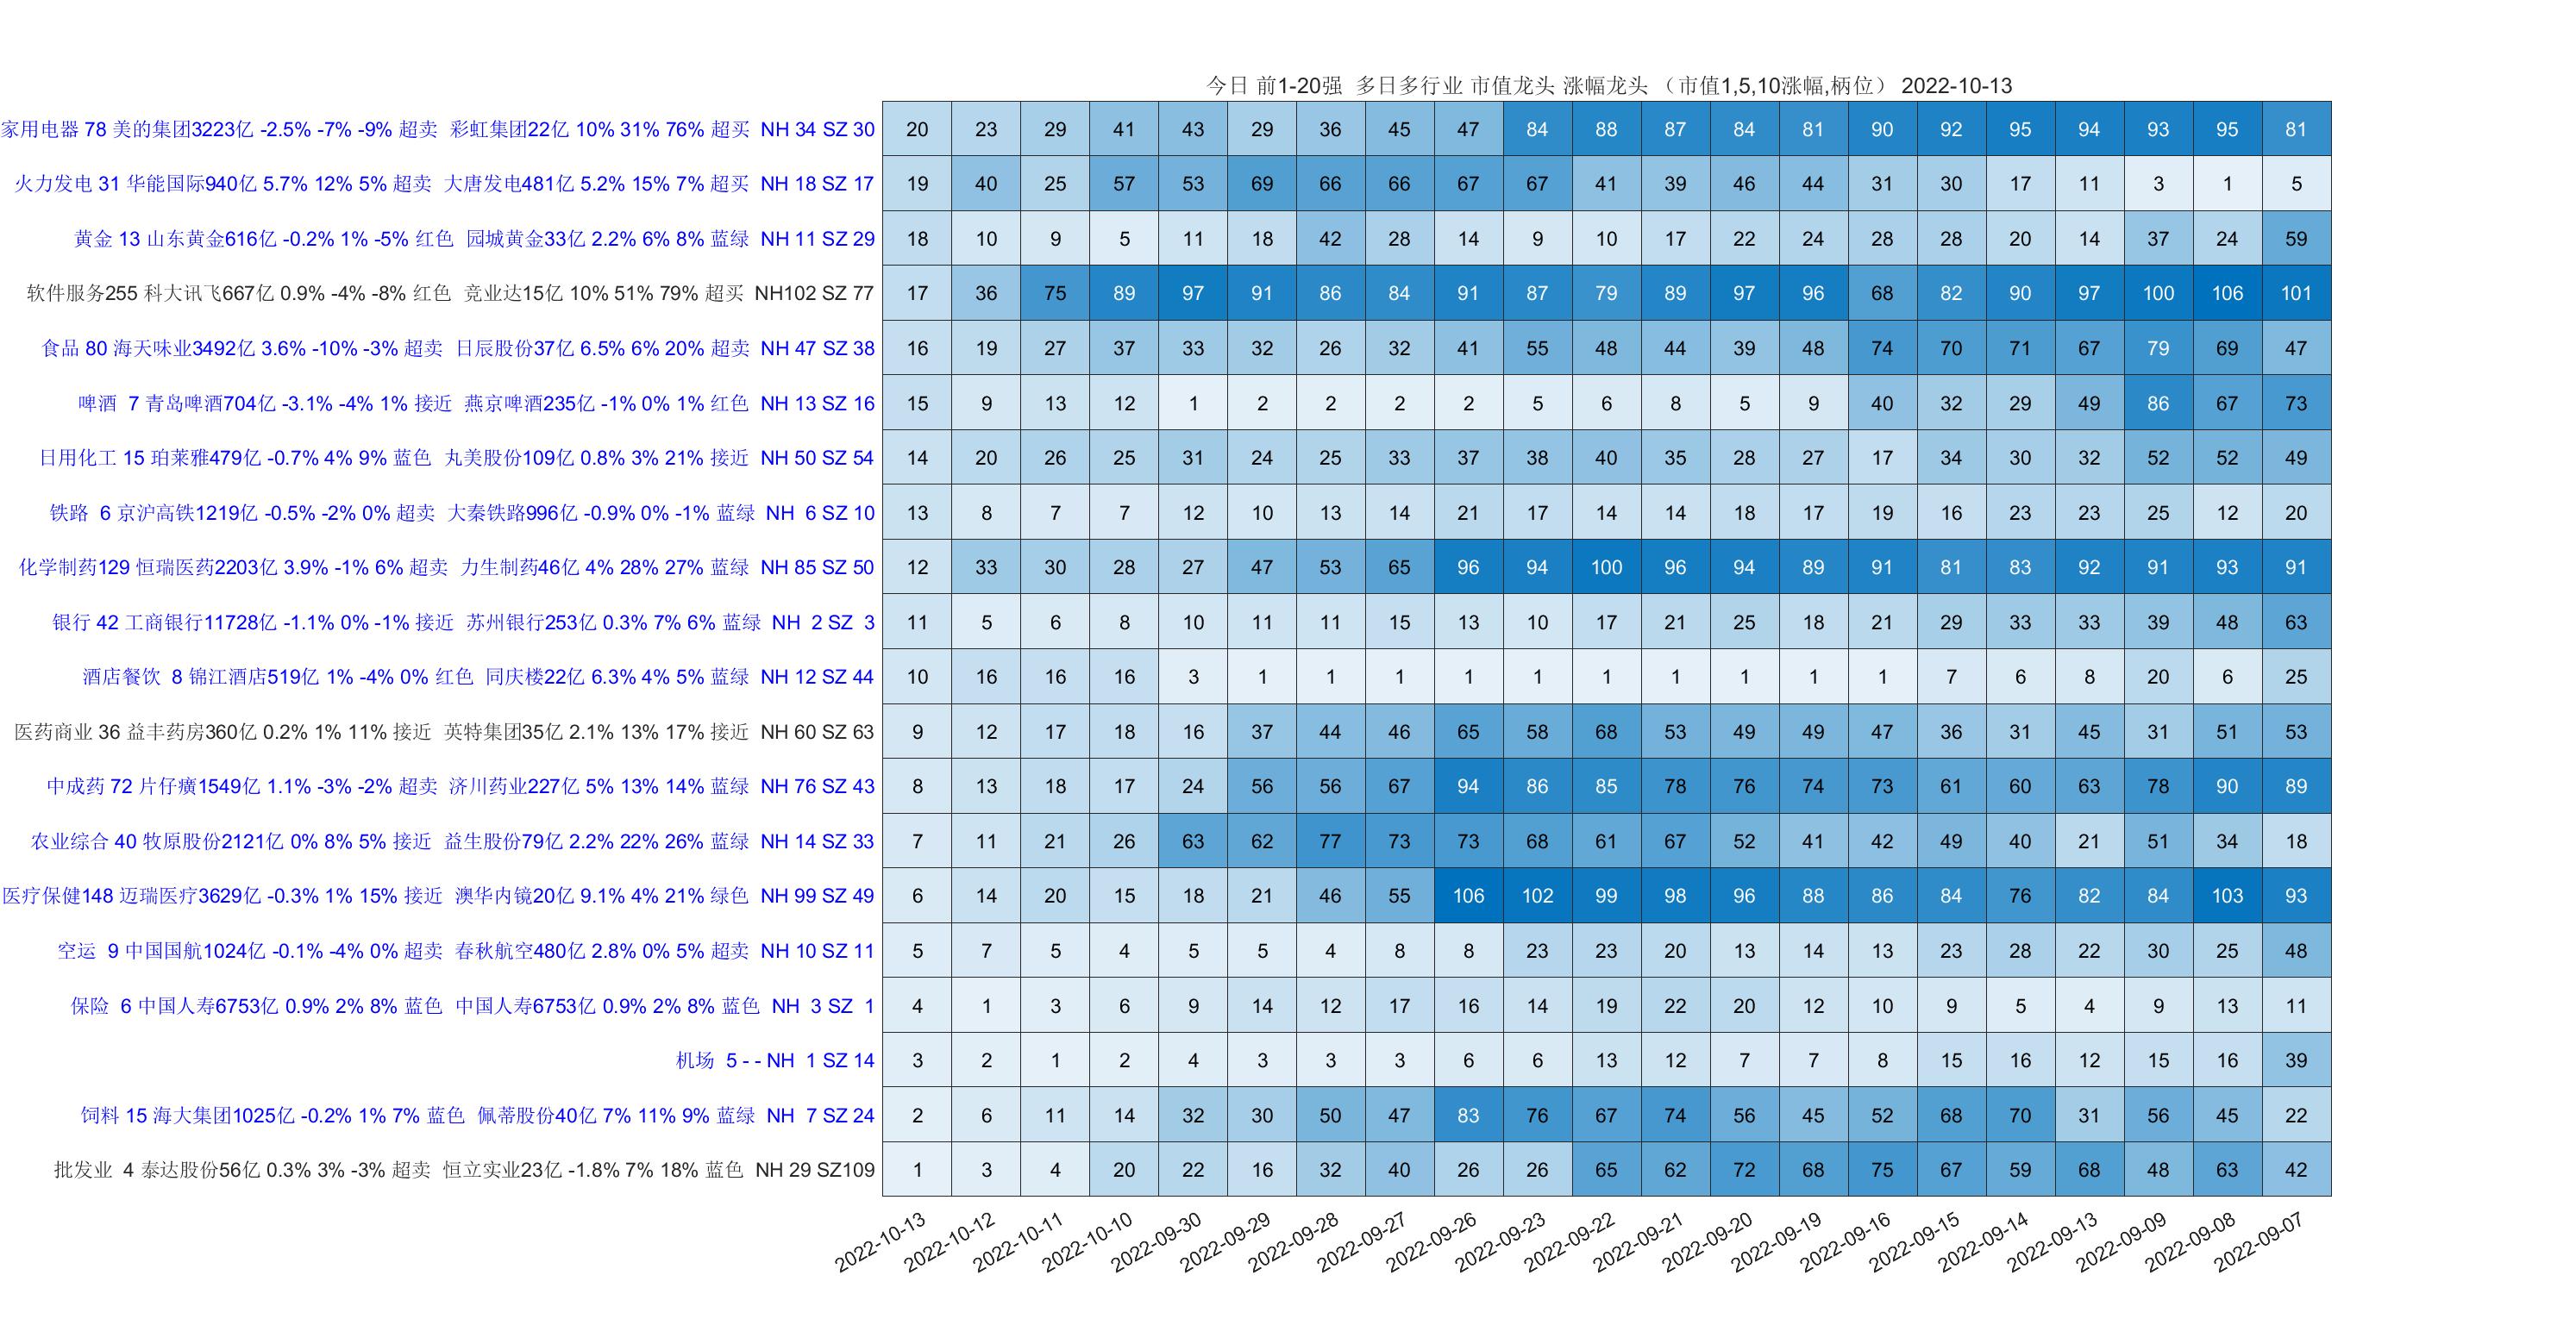 今日 前1-20强 多日多行业 市值龙头 涨幅龙头 （市值1,5,10涨幅,柄位） 2022-10-13
家用电器 78 美的集团3223亿 -2.5% -7% -9% 超卖 彩虹集团22亿 10% 31% 76% 超买 NH 34 SZ 30 20 23 29 41 43 29 36 45 47 84 88 87 84 81 90 92 95 94 93 95 81
火力发电 31 华能国际940亿 5.7% 12% 5% 超卖 大唐发电481亿 5.2% 15% 7% 超买 NH 18 SZ 17 19 40 25 57 53 69 66 66 67 67 41 39 46 44 31 30 17 11 3 1 5
黄金 13 山东黄金616亿 -0.2% 1% -5% 红色 园城黄金33亿 2.2% 6% 8% 蓝绿 NH 11 SZ 29 18 10 9 5 11 18 42 28 14 9 10 17 22 24 28 28 20 14 37 24 59
软件服务255 科大讯飞667亿 0.9% -4% -8% 红色 竞业达15亿 10% 51% 79% 超买 NH102 SZ 77 17 36 75 89 97 91 86 84 91 87 79 89 97 96 68 82 90 97 100 106 101
食品 80 海天味业3492亿 3.6% -10% -3% 超卖 日辰股份37亿 6.5% 6% 20% 超卖 NH 47 SZ 38 16 19 27 37 33 32 26 32 41 55 48 44 39 48 74 70 71 67 79 69 47
啤酒 7 青岛啤酒704亿 -3.1% -4% 1% 接近 燕京啤酒235亿 -1% 0% 1% 红色 NH 13 SZ 16 15 9 13 12 1 2 2 2 2 5 6 8 5 9 40 32 29 49 86 67 73
日用化工 15 珀莱雅479亿 -0.7% 4% 9% 蓝色 丸美股份109亿 0.8% 3% 21% 接近 NH 50 SZ 54 14 20 26 25 31 24 25 33 37 38 40 35 28 27 17 34 30 32 52 52 49
铁路 6 京沪高铁1219亿 -0.5% -2% 0% 超卖 大秦铁路996亿 -0.9% 0% -1% 蓝绿 NH 6 SZ 10 13 8 7 7 12 10 13 14 21 17 14 14 18 17 19 16 23 23 25 12 20
化学制药129 恒瑞医药2203亿 3.9% -1% 6% 超卖 力生制药46亿 4% 28% 27% 蓝绿 NH 85 SZ 50 12 33 30 28 27 47 53 65 96 94 100 96 94 89 91 81 83 92 91 93 91
银行 42 工商银行11728亿 -1.1% 0% -1% 接近 苏州银行253亿 0.3% 7% 6% 蓝绿 NH 2 SZ 3 11 5 6 8 10 11 11 15 13 10 17 21 25 18 21 29 33 33 39 48 63
酒店餐饮 8 锦江酒店519亿 1% -4% 0% 红色 同庆楼22亿 6.3% 4% 5% 蓝绿 NH 12 SZ 44 10 16 16 16 3 1 1 1 1 1 1 1 1 1 1 7 6 8 20 6 25
医药商业 36 益丰药房360亿 0.2% 1% 11% 接近 英特集团35亿 2.1% 13% 17% 接近 NH 60 SZ 63 9 12 17 18 16 37 44 46 65 58 68 53 49 49 47 36 31 45 31 51 53
中成药 72 片仔癀1549亿 1.1% -3% -2% 超卖 济川药业227亿 5% 13% 14% 蓝绿 NH 76 SZ 43 8 13 18 17 24 56 56 67 94 86 85 78 76 74 73 61 60 63 78 90 89
农业综合 40 牧原股份2121亿 0% 8% 5% 接近 益生股份79亿 2.2% 22% 26% 蓝绿 NH 14 SZ 33 7 11 21 26 63 62 77 73 73 68 61 67 52 41 42 49 40 21 51 34 18
医疗保健148 迈瑞医疗3629亿 -0.3% 1% 15% 接近 澳华内镜20亿 9.1% 4% 21% 绿色 NH 99 SZ 49 6 14 20 15 18 21 46 55 106 102 99 98 96 88 86 84 76 82 84 103 93
空运 9 中国国航1024亿 -0.1% -4% 0% 超卖 春秋航空480亿 2.8% 0% 5% 超卖 NH 10 SZ 11 5 7 5 4 5 5 4 8 8 23 23 20 13 14 13 23 28 22 30 25 48
保险 6 中国人寿6753亿 0.9% 2% 8% 蓝色 中国人寿6753亿 0.9% 2% 8% 蓝色 NH 3 SZ 1 4 1 3 6 9 14 12 17 16 14 19 22 20 12 10 9 5 4 9 13 11
机场 5 - - NH 1 SZ 14 3 2 1 2 4 3 3 3 6 6 13 12 7 7 8 15 16 12 15 16 39
饲料 15 海大集团1025亿 -0.2% 1% 7% 蓝色 佩蒂股份40亿 7% 11% 9% 蓝绿 NH 7 SZ 24 2 6 11 14 32 30 50 47 83 76 67 74 56 45 52 68 70 31 56 45 22
批发业 4 泰达股份56亿 0.3% 3% -3% 超卖 恒立实业23亿 -1.8% 7% 18% 蓝色 NH 29 SZ109 1 3 4 20 22 16 32 40 26 26 65 62 72 68 75 67 59 68 48 63 42
2022-10-13 2022-10-12 2022-10-11 2022-10-10 2022-09-30 2022-09-29 2022-09-28 2022-09-27 2022-09-26 2022-09-23 2022-09-22 2022-09-21 2022-09-20 2022-09-19 2022-09-16 2022-09-15 2022-09-14 2022-09-13 2022-09-09 2022-09-08 2022-09-07